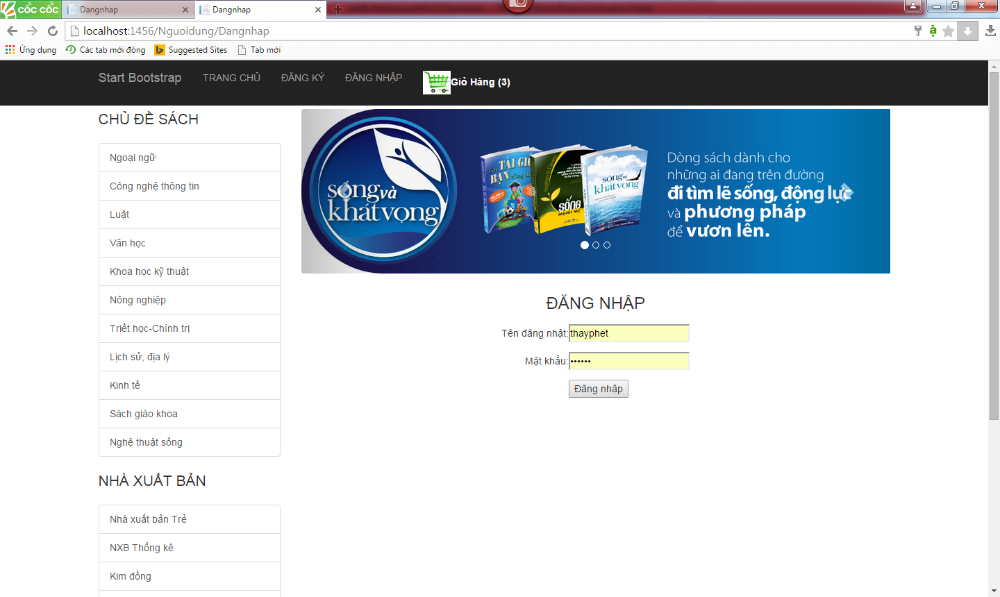 cốc cốc
Dangnhap
Dangnhap
localhost:1456/Nguoidung/Dangnhap
Ứng dụng
Các tab mới đóng
Suggested Sites
Tab mới
Start Bootstrap
TRANG CHỦ
ĐĂNG KÝ
ĐĂNG NHẬP
Giỏ Hàng (3)
CHỦ ĐỀ SÁCH
Ngoại ngữ
Công nghệ thông tin
Luật
Văn học
Khoa học kỹ thuật
Nông nghiệp
Triết học-Chính trị
Lịch sử, địa lý
Kinh tế
Sách giáo khoa
Nghệ thuật sống
NHÀ XUẤT BẢN
Nhà xuất bản Trẻ
NXB Thống kê
Kim đồng
sống và
khát vọng
TÀI GIỎI
BẠN
SỐNG
MẠNH MẼ
khát vọng
Dòng sách dành cho
những ai đang trên đường
đi tìm lẽ sống, động lực
và phương pháp
để vươn lên.
ĐĂNG NHẬP
Tên đăng nhật: thayphet
Mật khẩu: ••••••
Đăng nhập